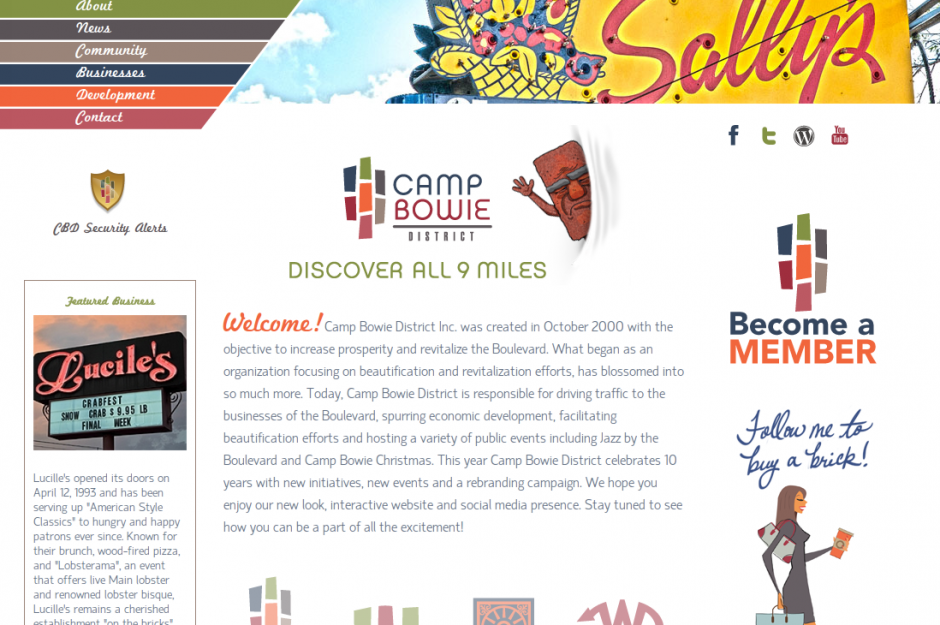 About
News
Community
Businesses
Development
Contact
Sally's
CBD Security Alerts
CAMP
BOWIE
DISTRICT
DISCOVER ALL 9 MILES
You
Tube
Featured Business
Lucile's
CRABFEST
SNOW CRAB $ 9.95 LB
FINAL WEEK
Lucille's opened its doors on
April 12, 1993 and has been
serving up "American Style
Classics" to hungry and happy
patrons ever since. Known for
their brunch, wood-fired pizza,
and "Lobsterama", an event
that offers live Main lobster
and renowned lobster bisque,
Lucille's remains a cherished
establishment "on the bricks"
Welcome! Camp Bowie District Inc. was created in October 2000 with the
objective to increase prosperity and revitalize the Boulevard. What began as an
organization focusing on beautification and revitalization efforts, has blossomed into
so much more. Today, Camp Bowie District is responsible for driving traffic to the
businesses of the Boulevard, spurring economic development, facilitating
beautification efforts and hosting a variety of public events including Jazz by the
Boulevard and Camp Bowie Christmas. This year Camp Bowie District celebrates 10
years with new initiatives, new events and a rebranding campaign. We hope you
enjoy our new look, interactive website and social media presence. Stay tuned to see
how you can be a part of all the excitement!
Become a
MEMBER
Follow me to
buy a brick!